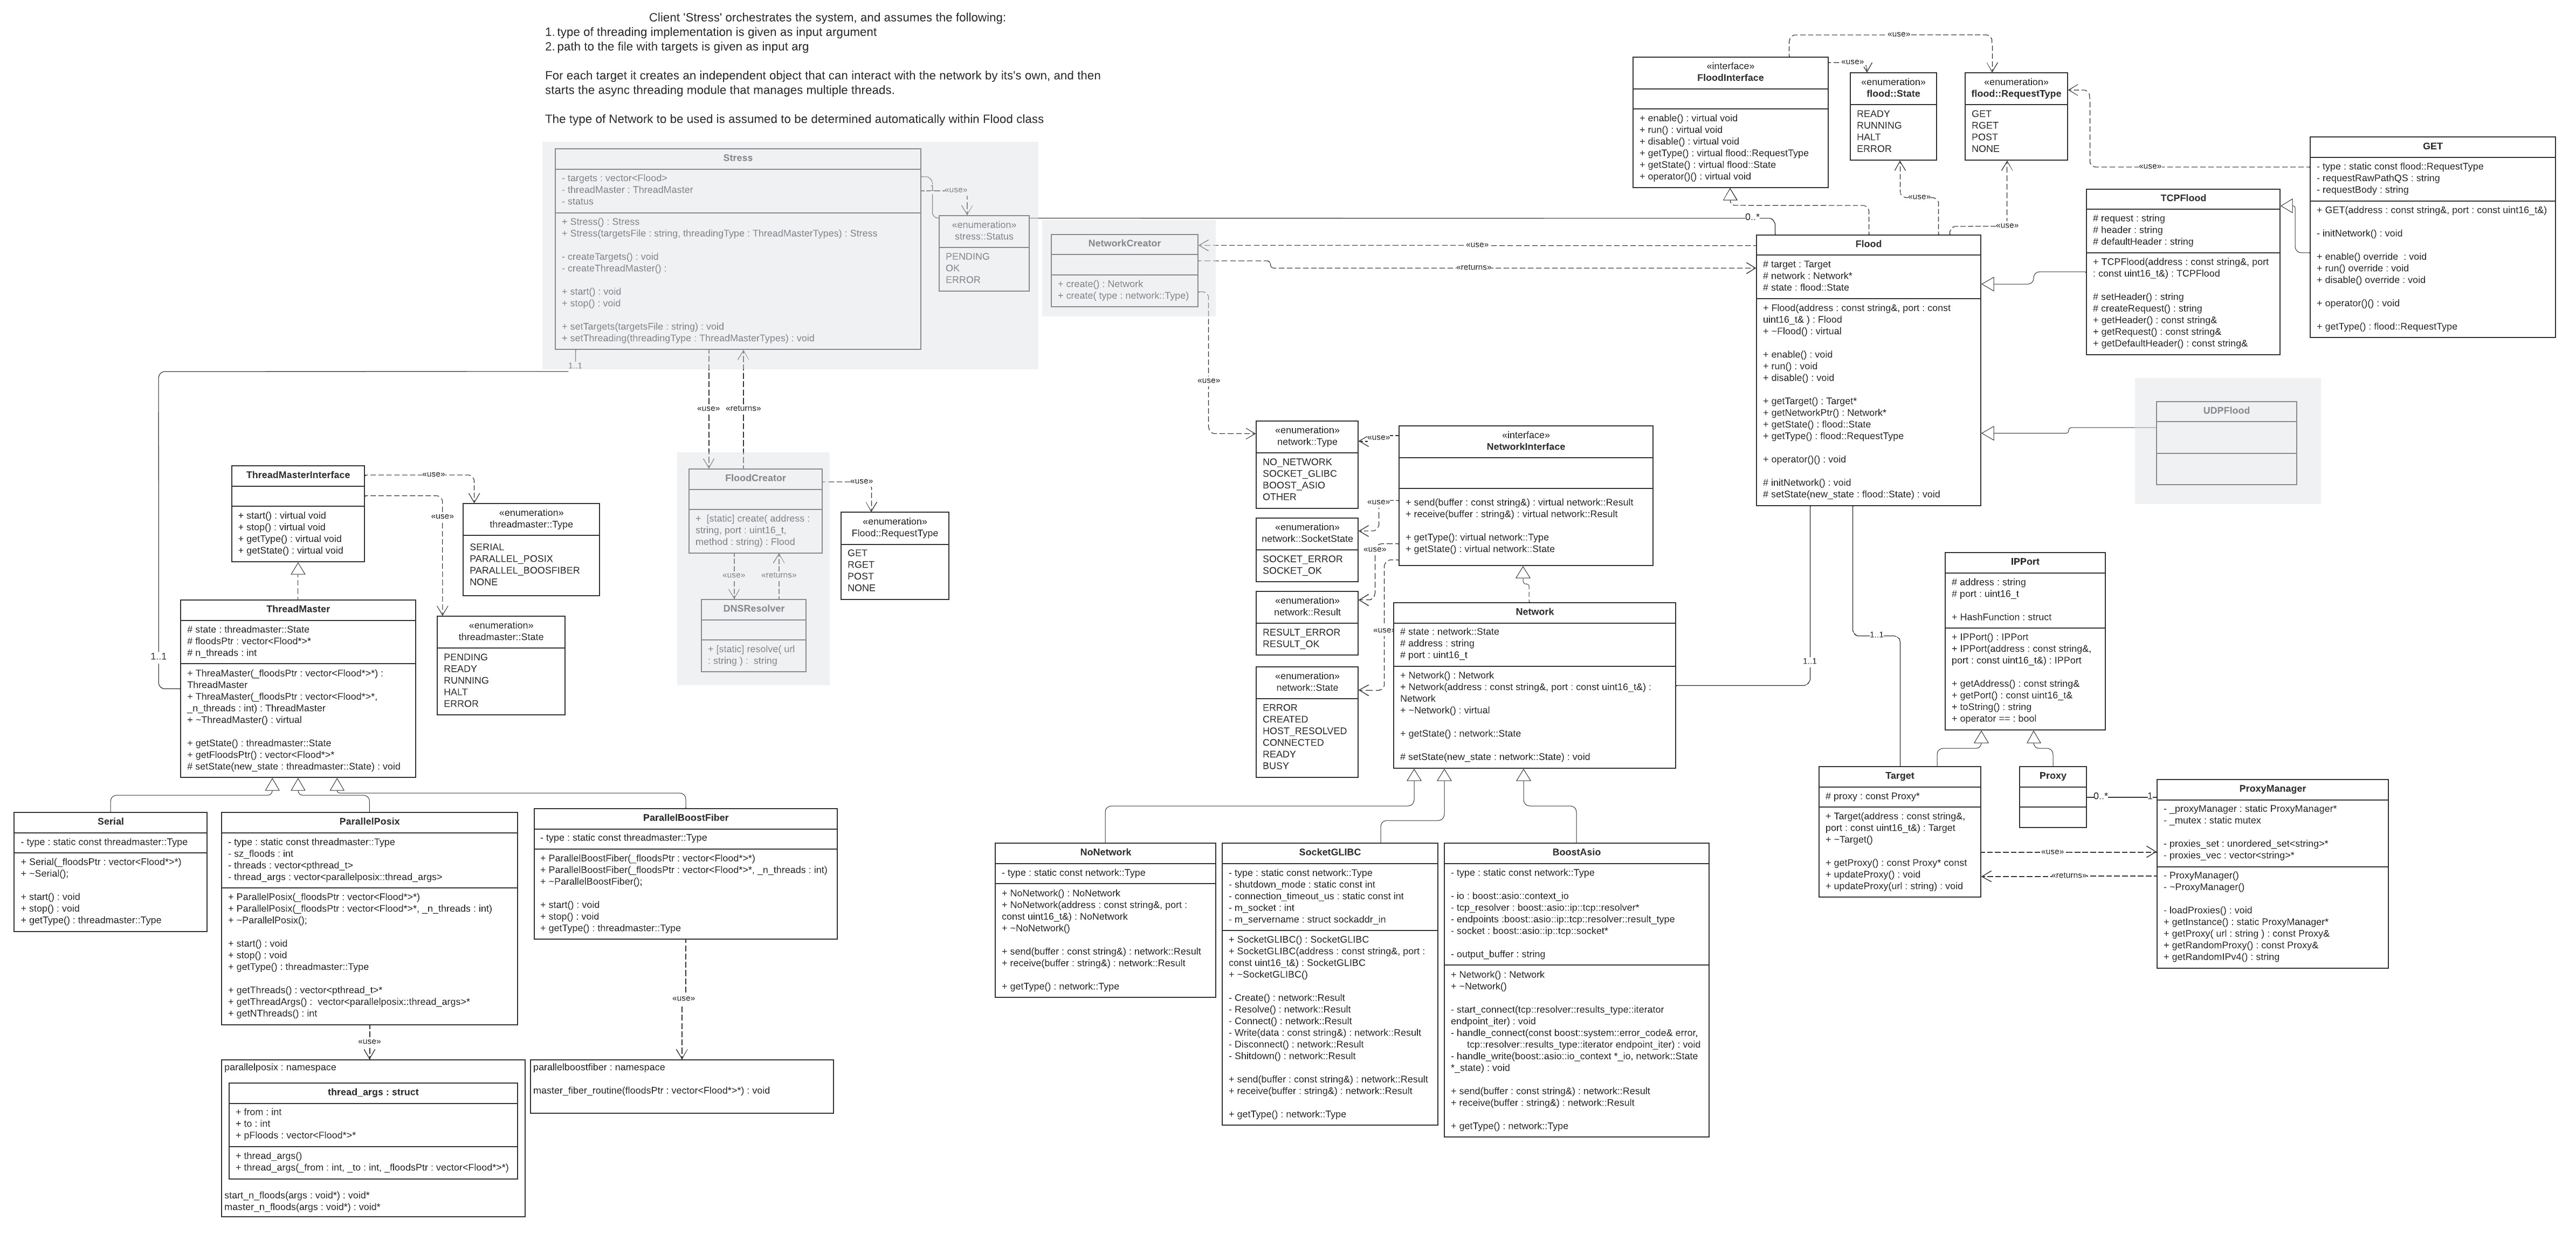 Client 'Stress' orchestrates the system, and assumes the following:
1. type of threading implementation is given as input argument
2. path to the file with targets is given as input arg
For each target it creates an independent object that can interact with the network by its's own, and then
starts the async threading module that manages multiple threads.
The type of Network to be used is assumed to be determined automatically within Flood class
Stress
- targets : vector<Flood>
- threadMaster : ThreadMaster
- status
+ Stress() : Stress
+ Stress(targetsFile : string, threadingType : ThreadMasterTypes) : Stress
- createTargets() : void
- createThreadMaster() :
+ start() : void
+ stop() : void
+ setTargets(targetsFile : string) : void
+ setThreading(threadingType : ThreadMasterTypes) : void
«use»
«enumeration»
stress::Status
PENDING
OK
ERROR
1..1
1..1
«use»
«returns»
NetworkCreator
+ create() : Network
+ create( type : network::Type)
«use»
«returns»
«use»
0..*
«interface»
FloodInterface
+ enable() : virtual void
+ run() : virtual void
+ disable() : virtual void
+ getType() : virtual flood::RequestType
+ getState() : virtual flood::State
+ operator()() : virtual void
«use»
«use»
«enumeration»
flood::State
READY
RUNNING
HALT
ERROR
«enumeration»
flood::RequestType
GET
RGET
POST
NONE
«use»
«use»
«use»
GET
- type : static const flood::RequestType
- requestRawPathQS : string
- requestBody : string
+ GET(address : const string&, port : const uint16_t&)
- initNetwork() : void
+ enable() override  : void
+ run() override : void
+ disable() override : void
+ operator()() : void
+ getType() : flood::RequestType
TCPFlood
# request : string
# header : string
# defaultHeader : string
+ TCPFlood(address : const string&, port
: const uint16_t&) : TCPFlood
# setHeader() : string
# createRequest() : string
+ getHeader() : const string&
+ getRequest() : const string&
+ getDefaultHeader() : const string&
Flood
# target : Target
# network : Network*
# state : flood::State
+ Flood(address : const string&, port : const
uint16_t& ) : Flood
+ ~Flood() : virtual
+ enable() : void
+ run() : void
+ disable() : void
+ getTarget() : Target*
+ getNetworkPtr() : Network*
+ getState() : flood::State
+ getType() : flood::RequestType
+ operator()() : void
# initNetwork() : void
# setState(new_state : flood::State) : void
UDPFlood
ThreadMasterInterface
+ start() : virtual void
+ stop() : virtual void
+ getType() : virtual void
+ getState() : virtual void
«use»
«use»
«enumeration»
threadmaster::Type
SERIAL
PARALLEL_POSIX
PARALLEL_BOOSFIBER
NONE
«enumeration»
threadmaster::State
PENDING
READY
RUNNING
HALT
ERROR
ThreadMaster
# state : threadmaster::State
# floodsPtr : vector<Flood*>*
# n_threads : int
+ ThreaMaster(_floodsPtr : vector<Flood*>*) :
ThreadMaster
+ ThreaMaster(_floodsPtr : vector<Flood*>*,
_n_threads : int) : ThreadMaster
+ ~ThreadMaster() : virtual
+ getState() : threadmaster::State
+ getFloodsPtr() : vector<Flood*>*
# setState(new_state : threadmaster::State) : void
FloodCreator
+  [static] create( address :
string, port : uint16_t,
method : string) : Flood
«use»
«use»
«returns»
DNSResolver
+ [static] resolve( url
: string ) :  string
«enumeration»
Flood::RequestType
GET
RGET
POST
NONE
«enumeration»
network::Type
NO_NETWORK
SOCKET_GLIBC
BOOST_ASIO
OTHER
«enumeration»
network::SocketState
SOCKET_ERROR
SOCKET_OK
«enumeration»
network::Result
RESULT_ERROR
RESULT_OK
«enumeration»
network::State
ERROR
CREATED
HOST_RESOLVED
CONNECTED
READY
BUSY
«use»
«use»
«use»
«use»
«interface»
NetworkInterface
+ send(buffer : const string&) : virtual network::Result
+ receive(buffer : string&) : virtual network::Result
+ getType(): virtual network::Type
+ getState() : virtual network::State
Network
# state : network::State
# address : string
# port : uint16_t
+ Network() : Network
+ Network(address : const string&, port : const uint16_t&) :
Network
+ ~Network() : virtual
+ getState() : network::State
# setState(new_state : network::State) : void
1..1
1..1
IPPort
# address : string
# port : uint16_t
+ HashFunction : struct
+ IPPort() : IPPort
+ IPPort(address : const string&,
port : const uint16_t&) : IPPort
+ getAddress() : const string&
+ getPort() : const uint16_t&
+ toString() : string
+ operator == : bool
Target
# proxy : const Proxy*
+ Target(address : const string&,
port : const uint16_t&) : Target
+ ~Target()
+ getProxy() : const Proxy* const
+ updateProxy() : void
+ updateProxy(url : string) : void
Proxy
0..*
1
«use»
«returns»
ProxyManager
- _proxyManager : static ProxyManager*
- _mutex : static mutex
- proxies_set : unordered_set<string>*
- proxies_vec : vector<string>*
- ProxyManager()
- ~ProxyManager()
- loadProxies() : void
+ getInstance() : static ProxyManager*
+ getProxy( url : string ) : const Proxy&
+ getRandomProxy() : const Proxy&
+ getRandomIPv4() : string
Serial
- type : static const threadmaster::Type
+ Serial(_floodsPtr : vector<Flood*>*)
+ ~Serial();
+ start() : void
+ stop() : void
+ getType() : threadmaster::Type
ParallelPosix
- type : static const threadmaster::Type
- sz_floods : int
- threads : vector<pthread_t>
- thread_args : vector<parallelposix::thread_args>
+ ParallelPosix(_floodsPtr : vector<Flood*>*)
+ ParallelPosix(_floodsPtr : vector<Flood*>*, _n_threads : int)
+ ~ParallelPosix();
+ start() : void
+ stop() : void
+ getType() : threadmaster::Type
+ getThreads() : vector<pthread_t>*
+ getThreadArgs() :  vector<parallelposix::thread_args>*
+ getNThreads() : int
«use»
ParallelBoostFiber
- type : static const threadmaster::Type
+ ParallelBoostFiber(_floodsPtr : vector<Flood*>*)
+ ParallelBoostFiber(_floodsPtr : vector<Flood*>*, _n_threads : int)
+ ~ParallelBoostFiber();
+ start() : void
+ stop() : void
+ getType() : threadmaster::Type
«use»
parallelposix : namespace
thread_args : struct
+ from : int
+ to : int
+ pFloods : vector<Flood*>*
+ thread_args()
+ thread_args(_from : int, _to : int, _floodsPtr : vector<Flood*>*)
start_n_floods(args : void*) : void*
master_n_floods(args : void*) : void*
parallelboostfiber : namespace
master_fiber_routine(floodsPtr : vector<Flood*>*) : void
NoNetwork
- type : static const network::Type
+ NoNetwork() : NoNetwork
+ NoNetwork(address : const string&, port :
const uint16_t&) : NoNetwork
+ ~NoNetwork()
+ send(buffer : const string&) : network::Result
+ receive(buffer : string&) : network::Result
+ getType() : network::Type
SocketGLIBC
- type : static const network::Type
- shutdown_mode : static const int
- connection_timeout_us : static const int
- m_socket : int
- m_servername : struct sockaddr_in
+ SocketGLIBC() : SocketGLIBC
+ SocketGLIBC(address : const string&, port :
const uint16_t&) : SocketGLIBC
+ ~SocketGLIBC()
- Create() : network::Result
- Resolve() : network::Result
- Connect() : network::Result
- Write(data : const string&) : network::Result
- Disconnect() : network::Result
- Shitdown() : network::Result
+ send(buffer : const string&) : network::Result
+ receive(buffer : string&) : network::Result
+ getType() : network::Type
BoostAsio
- type : static const network::Type
- io : boost::asio::context_io
- tcp_resolver : boost::asio::ip::tcp::resolver*
- endpoints :boost::asio::ip::tcp::resolver::result_type
- socket : boost::asio::ip::tcp::socket*
- output_buffer : string
+ Network() : Network
+ ~Network()
- start_connect(tcp::resolver::results_type::iterator
endpoint_iter) : void
- handle_connect(const boost::system::error_code& error,
tcp::resolver::results_type::iterator endpoint_iter) : void
- handle_write(boost::asio::io_context *_io, network::State
*_state) : void
+ send(buffer : const string&) : network::Result
+ receive(buffer : string&) : network::Result
+ getType() : network::Type